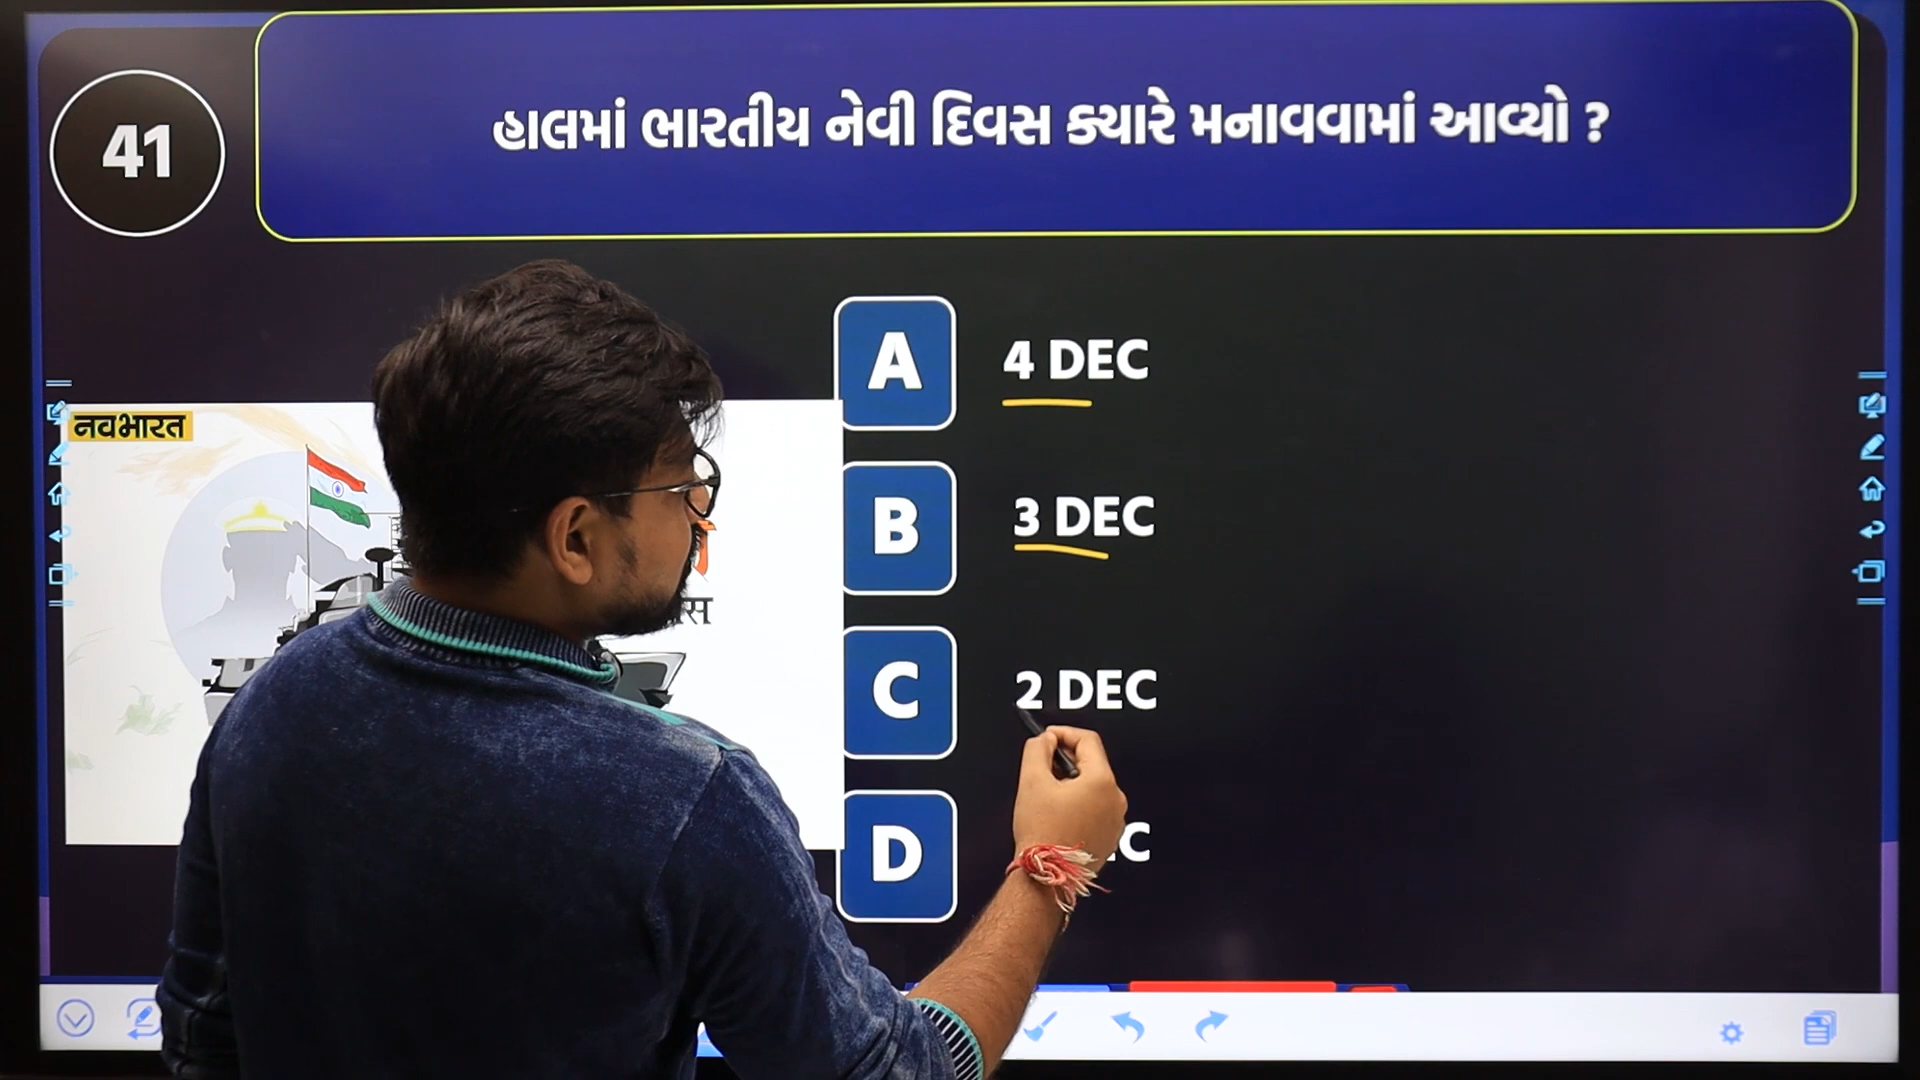 41
હાલમાં ભારતીય નેવી દિવસ ક્યારે મનાવવામાં આવ્યો ?
A
4 DEC
नवभारत
B
3 DEC
C
2 DEC
D